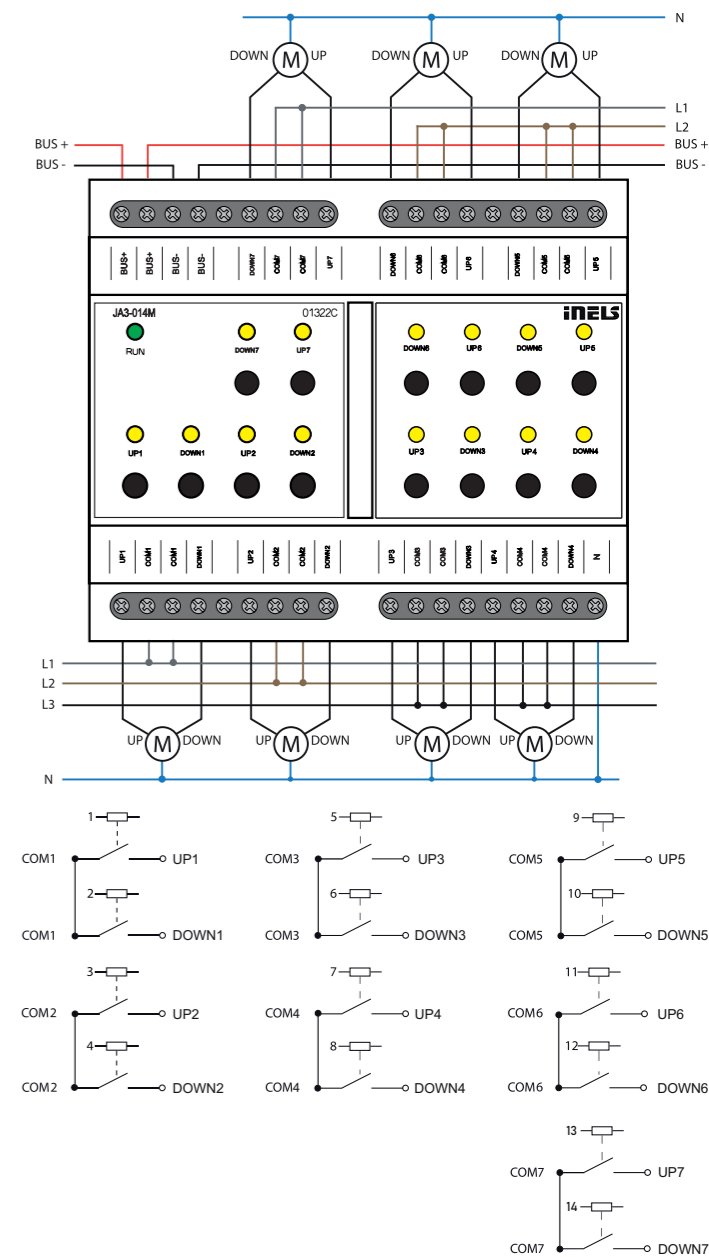 N
DOWN M UP DOWN M UP DOWN M UP
L1
L2
BUS + BUS +
BUS - BUS -
BUS+ BUS+ BUS- BUS- DOWN7 COM7 COM7 UP7 DOWN6 COM6 COM6 UP6 DOWN5 COM5 COM5 UP5
JA3-014M 01322C iNELS
RUN DOWN7 UP7 DOWN6 UP6 DOWN5 UP5
UP1 DOWN1 UP2 DOWN2 UP3 DOWN3 UP4 DOWN4
UP1 COM1 COM1 DOWN1 UP2 COM2 COM2 DOWN2 UP3 COM3 COM3 DOWN3 UP4 COM4 COM4 DOWN4 N
L1
L2
L3
UP M DOWN UP M DOWN UP M DOWN UP M DOWN
N
1 5 9
COM1 UP1 COM3 UP3 COM5 UP5
2 6 10
COM1 DOWN1 COM3 DOWN3 COM5 DOWN5
3 7 11
COM2 UP2 COM4 UP4 COM6 UP6
4 8 12
COM2 DOWN2 COM4 DOWN4 COM6 DOWN6
13
COM7 UP7
14
COM7 DOWN7